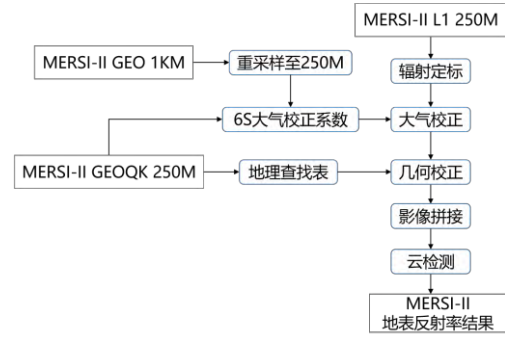 MERSI-II L1 250M
MERSI-II GEO 1KM
重采样至250M
辐射定标
6S大气校正系数
大气校正
MERSI-II GEOQK 250M
地理查找表
几何校正
影像拼接
云检测
MERSI-II
地表反射率结果